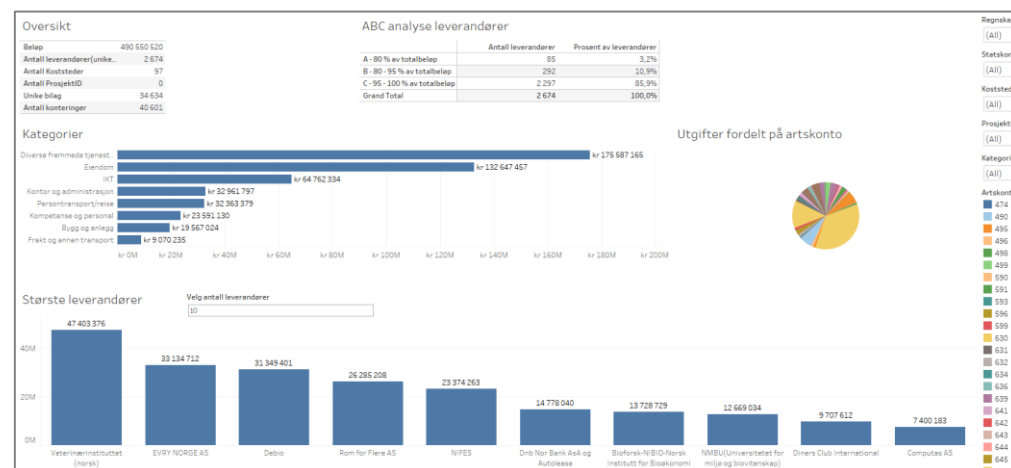 Oversikt
Beløp 490 550 520
Antall leverandører(unike.. 2 674
Antall Koststeder 97
Antall ProsjektID 0
Unike bilag 34 634
Antall konteringer 40 601
ABC analyse leverandører
Antall leverandører Prosent av leverandører
A - 80 % av totalbeløp 85 3,2%
B - 80 - 95 % av totalbeløp 292 10,9%
C - 95 - 100 % av totalbeløp 2 297 85,9%
Grand Total 2 674 100,0%
Kategorier
Diverse fremmede tjenest.. kr 175 587 165
Eiendom kr 132 647 457
IKT kr 64 762 334
Kontor og administrasjon kr 32 961 797
Persontransport/reise kr 32 363 379
Kompetanse og personal kr 23 591 130
Bygg og anlegg kr 19 567 024
Frakt og annen transport kr 9 070 235
kr 0M kr 20M kr 40M kr 60M kr 80M kr 100M kr 120M kr 140M kr 160M kr 180M kr 200M
Utgifter fordelt på artskonto
Regnska
(All)
Statskon
(All)
Koststed
(All)
Prosjekt
(All)
Kategori
(All)
Artskont
474
490
495
496
498
499
590
591
593
596
599
630
631
632
634
636
639
641
642
643
644
645
Største leverandører
Velg antall leverandører
10
40M
20M
0M
47 403 376
33 134 712
31 349 401
26 285 208
23 374 263
14 778 040
13 728 729
12 669 034
9 707 612
7 400 183
Veterinærinstituttet
(norsk)
EVRY NORGE AS
Debio
Rom for Flere AS
NIFES
Dnb Nor Bank AsA og
Autolease
Bioforsk-NIBIO-Norsk
Institutt for Bioøkonomi
NMBU(Universitetet for
miljø og biovitenskap)
Diners Club International
Computas AS